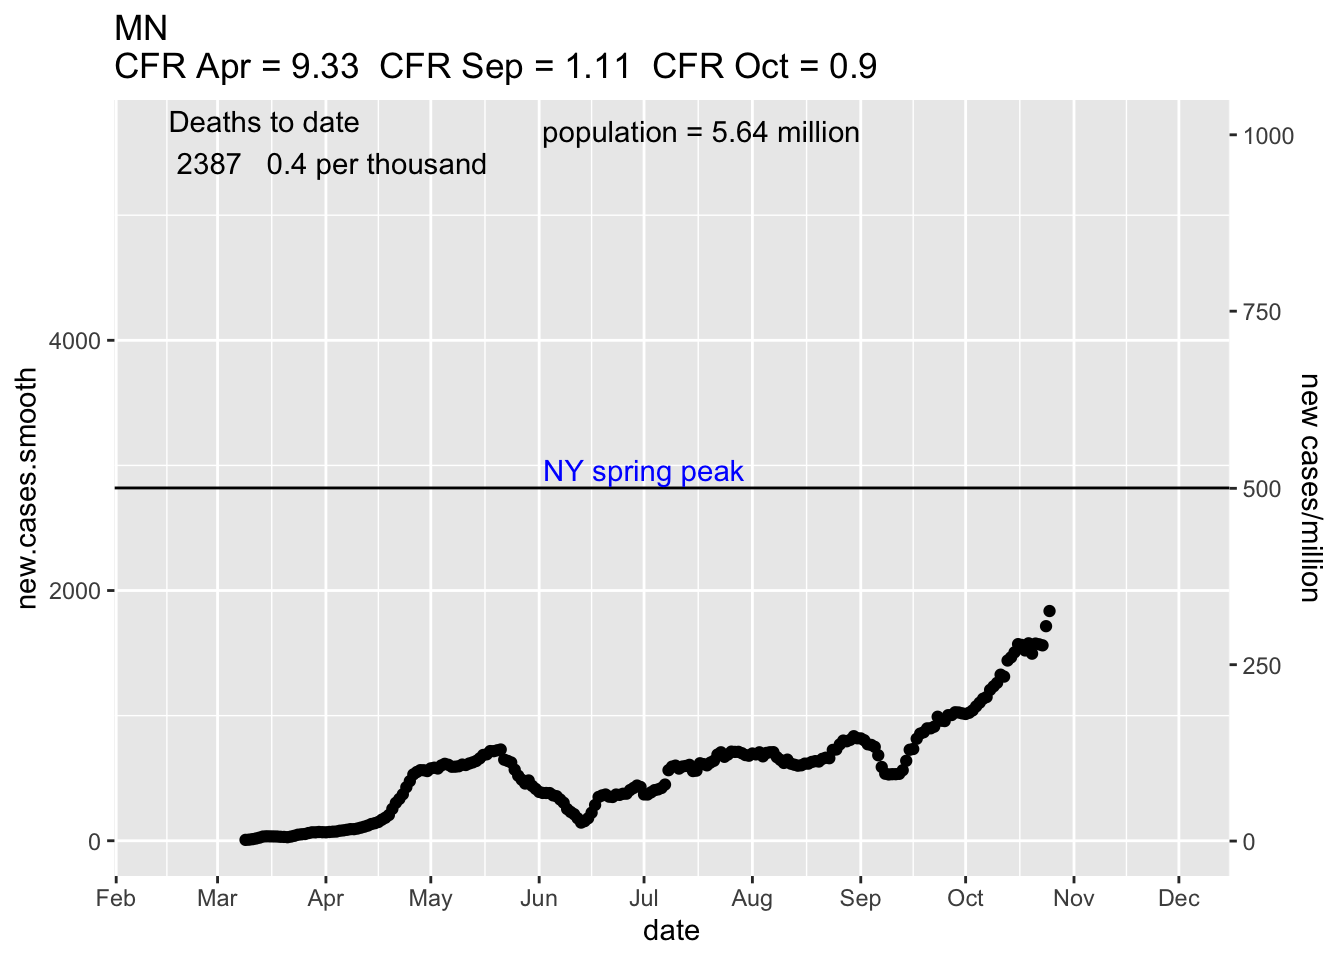 MN
CFR Apr = 9.33  CFR Sep = 1.11  CFR Oct = 0.9
Deaths to date
2387   0.4 per thousand
population = 5.64 million
NY spring peak
new.cases.smooth
4000
2000
0
new cases/million
1000
750
500
250
0
Feb Mar Apr May Jun Jul Aug Sep Oct Nov Dec
date